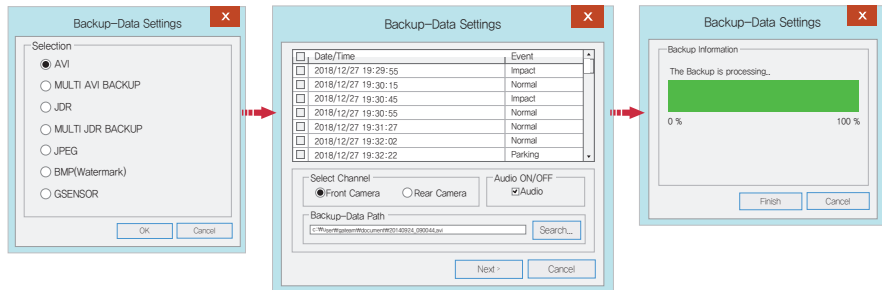 Backup-Data Settings
X
Selection
AVI
MULTI AVI BACKUP
JDR
MULTI JDR BACKUP
JPEG
BMP(Watermark)
GSENSOR
OK Cancel
Backup-Data Settings
X
Date/Time Event
2018/12/27 19:29:55 Impact
2018/12/27 19:30:15 Normal
2018/12/27 19:30:45 Impact
2018/12/27 19:30:55 Normal
2018/12/27 19:31:27 Normal
2018/12/27 19:32:02 Normal
2018/12/27 19:32:22 Parking
Select Channel Audio ON/OFF
Front Camera Rear Camera Audio
Backup-Data Path
Search...
Next >
Cancel
Backup-Data Settings
X
Backup Information
The Backup is processing...
0 % 100 %
Finish Cancel